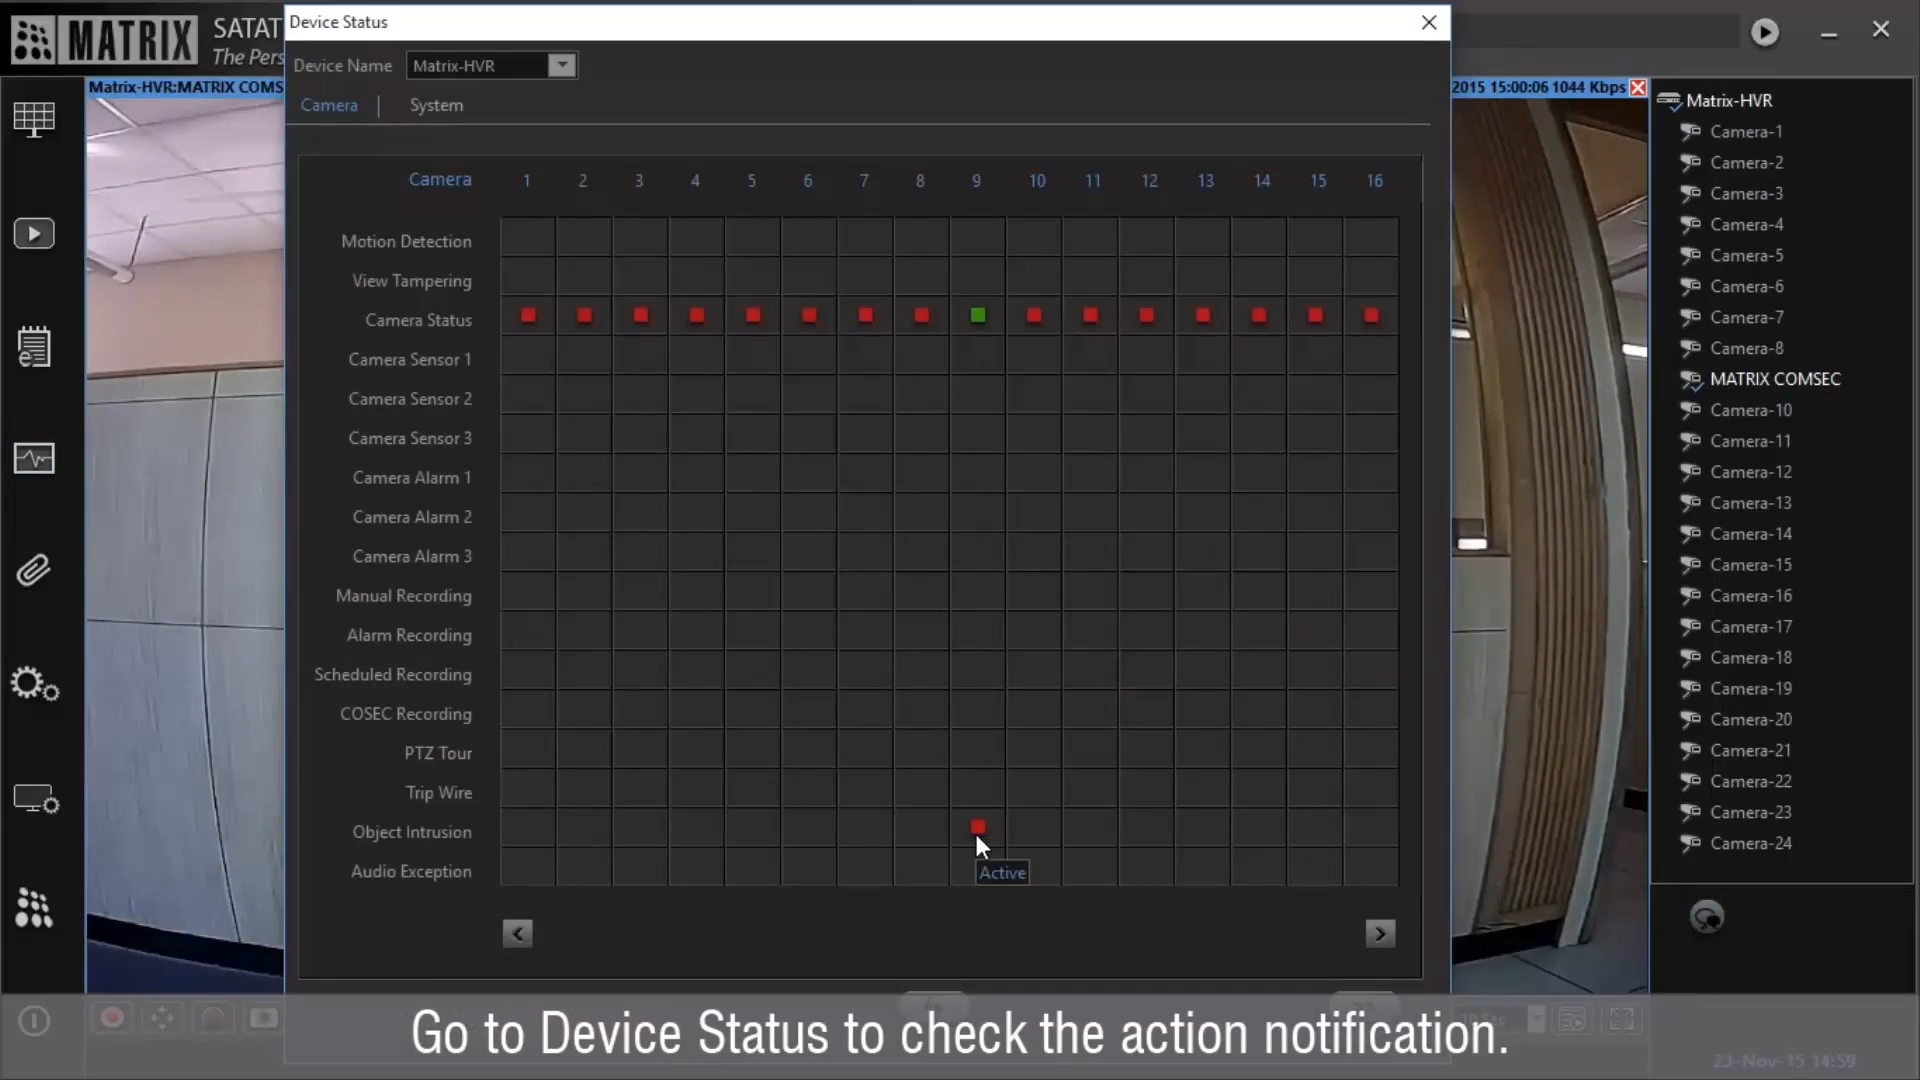 MATRIX
SATAT
The Pers
Device Status
Device Name Matrix-HVR
Camera | System
Matrix-HVR:MATRIX COMS
2015 15:00:06 1044 Kbps
Camera 1 2 3 4 5 6 7 8 9 10 11 12 13 14 15 16
Motion Detection
View Tampering
Camera Status
Camera Sensor 1
Camera Sensor 2
Camera Sensor 3
Camera Alarm 1
Camera Alarm 2
Camera Alarm 3
Manual Recording
Alarm Recording
Scheduled Recording
COSEC Recording
PTZ Tour
Trip Wire
Object Intrusion
Audio Exception
Active
Matrix-HVR
Camera-1
Camera-2
Camera-3
Camera-4
Camera-5
Camera-6
Camera-7
Camera-8
MATRIX COMSEC
Camera-10
Camera-11
Camera-12
Camera-13
Camera-14
Camera-15
Camera-16
Camera-17
Camera-18
Camera-19
Camera-20
Camera-21
Camera-22
Camera-23
Camera-24
Go to Device Status to check the action notification.
23-Nov-15 14:59